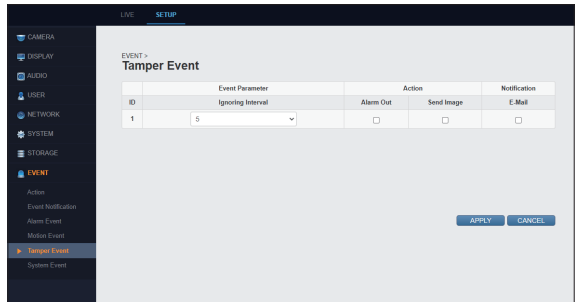 LIVE SETUP
CAMERA
DISPLAY
AUDIO
USER
NETWORK
SYSTEM
STORAGE
EVENT
Action
Event Notification
Alarm Event
Motion Event
Tamper Event
System Event
EVENT >
Tamper Event
Event Parameter Action Notification
ID Ignoring Interval Alarm Out Send Image E-Mail
1 5
APPLY CANCEL